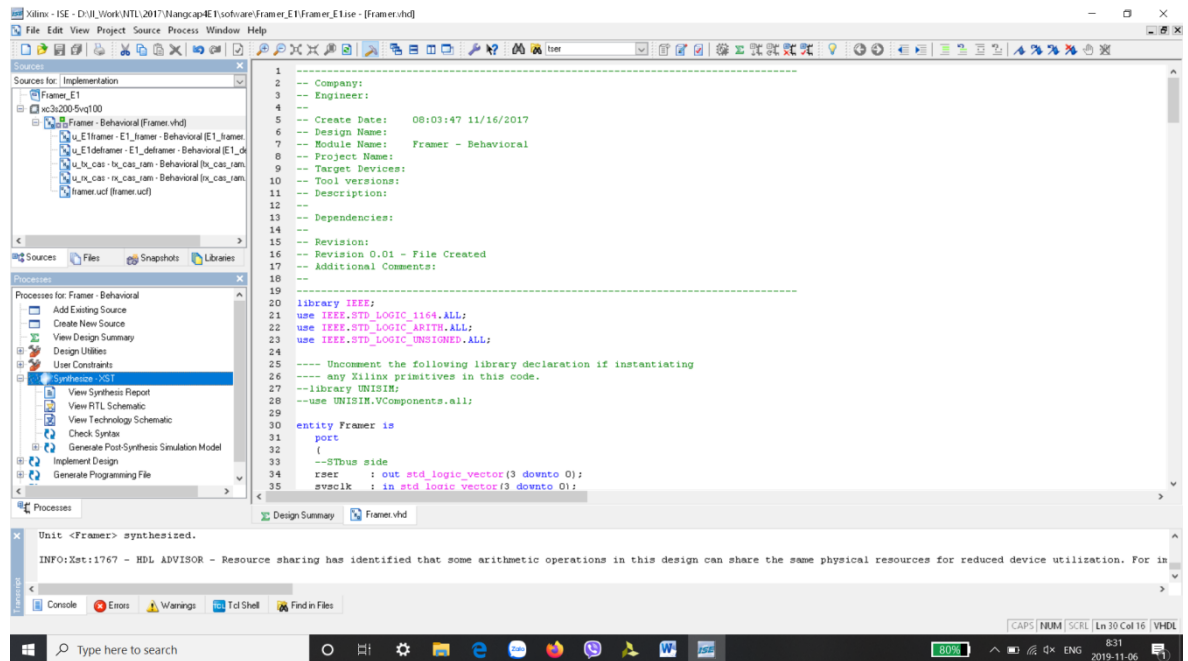 Xilinx - ISE - D:\II_Work\NTL\2017\Nangcap4E1\sofware\Framer_E1\Framer_E1.ise - [Framer.vhd]
File Edit View Project Source Process Window Help
tser
Sources
Sources for: Implementation
Framer_E1
xc3s200-5vq100
Framer - Behavioral (Framer.vhd)
u_E1framer - E1_framer - Behavioral (E1_framer.
u_E1deframer - E1_deframer - Behavioral (E1_de
u_tx_cas - tx_cas_ram - Behavioral (tx_cas_ram.
u_rx_cas - rx_cas_ram - Behavioral (rx_cas_ram.
framer.ucf (framer.ucf)
Sources Files Snapshots Libraries
Processes
Processes for: Framer - Behavioral
Add Existing Source
Create New Source
View Design Summary
Design Utilities
User Constraints
Synthesize - XST
View Synthesis Report
View RTL Schematic
View Technology Schematic
Check Syntax
Generate Post-Synthesis Simulation Model
Implement Design
Generate Programming File
Processes
1 --------------------------------------------------------------------------------
2 -- Company:
3 -- Engineer:
4 --
5 -- Create Date: 08:03:47 11/16/2017
6 -- Design Name:
7 -- Module Name: Framer - Behavioral
8 -- Project Name:
9 -- Target Devices:
10 -- Tool versions:
11 -- Description:
12 --
13 -- Dependencies:
14 --
15 -- Revision:
16 -- Revision 0.01 - File Created
17 -- Additional Comments:
18 --
19 --------------------------------------------------------------------------------
20 library IEEE;
21 use IEEE.STD_LOGIC_1164.ALL;
22 use IEEE.STD_LOGIC_ARITH.ALL;
23 use IEEE.STD_LOGIC_UNSIGNED.ALL;
24
25 ---- Uncomment the following library declaration if instantiating
26 ---- any Xilinx primitives in this code.
27 --library UNISIM;
28 --use UNISIM.VComponents.all;
29
30 entity Framer is
31 port
32 (
33 --STbus side
34 rser : out std_logic_vector(3 downto 0);
35 sysclk : in std_logic_vector(3 downto 0);
Design Summary Framer.vhd
Unit <Framer> synthesized.
INFO:Xst:1767 - HDL ADVISOR - Resource sharing has identified that some arithmetic operations in this design can share the same physical resources for reduced device utilization. For im
Transcript
Console Errors Warnings Tcl Shell Find in Files
CAPS NUM SCRL Ln 30 Col 16 VHDL
Type here to search
Zalo
W
ISE
80%
ENG
8:31
2019-11-06
1